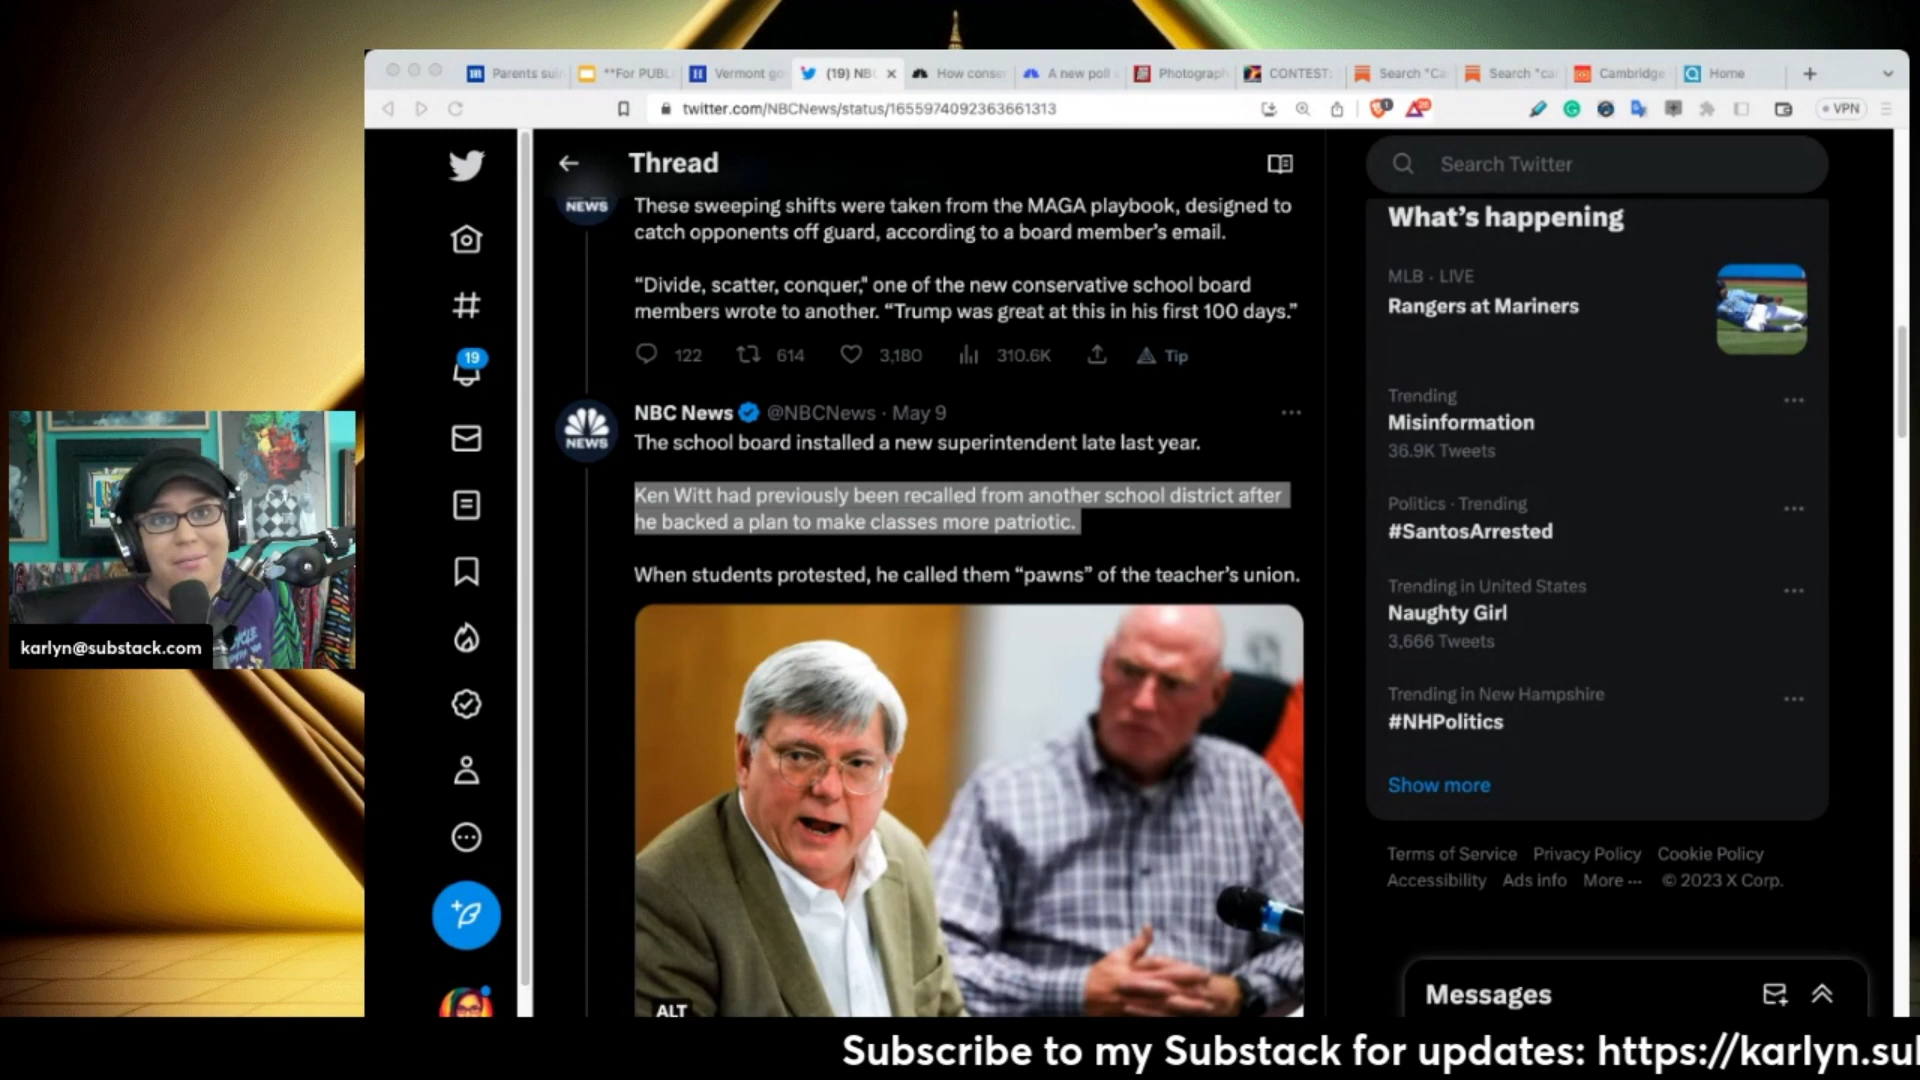 Parents sui
**For PUBL
Vermont go
(19) NBC
How conse
A new poll
Photograph
CONTEST:
Search "Ca
Search "ca
Cambridge
Home
twitter.com/NBCNews/status/1655974092363661313
VPN
Thread
Search Twitter
NEWS
These sweeping shifts were taken from the MAGA playbook, designed to
catch opponents off guard, according to a board member's email.
"Divide, scatter, conquer," one of the new conservative school board
members wrote to another. "Trump was great at this in his first 100 days."
122
614
3,180
310.6K
Tip
NBC News @NBCNews · May 9
NEWS
The school board installed a new superintendent late last year.
Ken Witt had previously been recalled from another school district after
he backed a plan to make classes more patriotic.
When students protested, he called them "pawns" of the teacher's union.
ALT
19
What's happening
MLB · LIVE
Rangers at Mariners
Trending
Misinformation
36.9K Tweets
Politics · Trending
#SantosArrested
Trending in United States
Naughty Girl
3,666 Tweets
Trending in New Hampshire
#NHPolitics
Show more
Terms of Service Privacy Policy Cookie Policy
Accessibility Ads info More ··· © 2023 X Corp.
Messages
karlyn@substack.com
Subscribe to my Substack for updates: https://karlyn.su